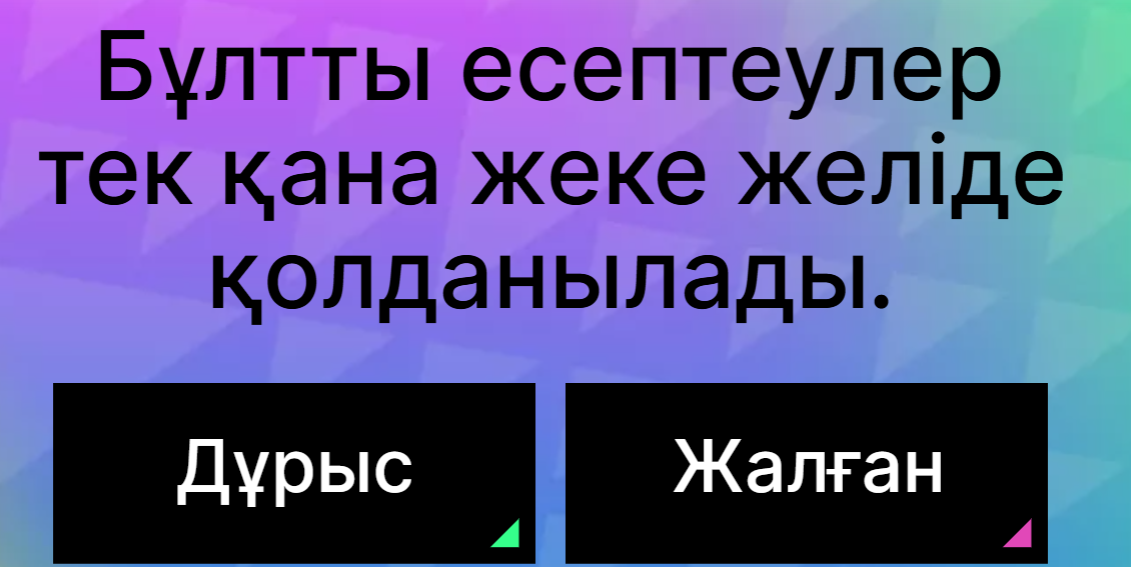 Бұлтты есептеулер
тек қана жеке желіде
қолданылады.
Дұрыс
Жалған